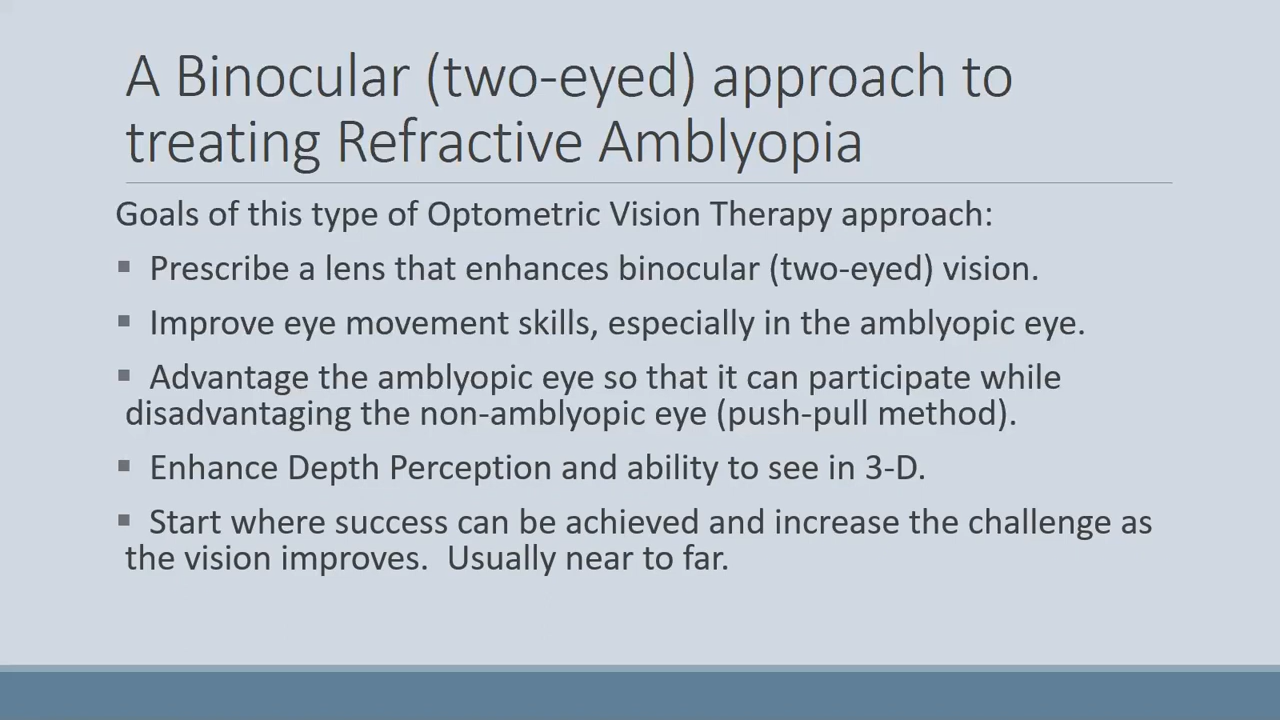 A Binocular (two-eyed) approach to
treating Refractive Amblyopia
Goals of this type of Optometric Vision Therapy approach:
▪ Prescribe a lens that enhances binocular (two-eyed) vision.
▪ Improve eye movement skills, especially in the amblyopic eye.
▪ Advantage the amblyopic eye so that it can participate while
disadvantaging the non-amblyopic eye (push-pull method).
▪ Enhance Depth Perception and ability to see in 3-D.
▪ Start where success can be achieved and increase the challenge as
the vision improves.  Usually near to far.